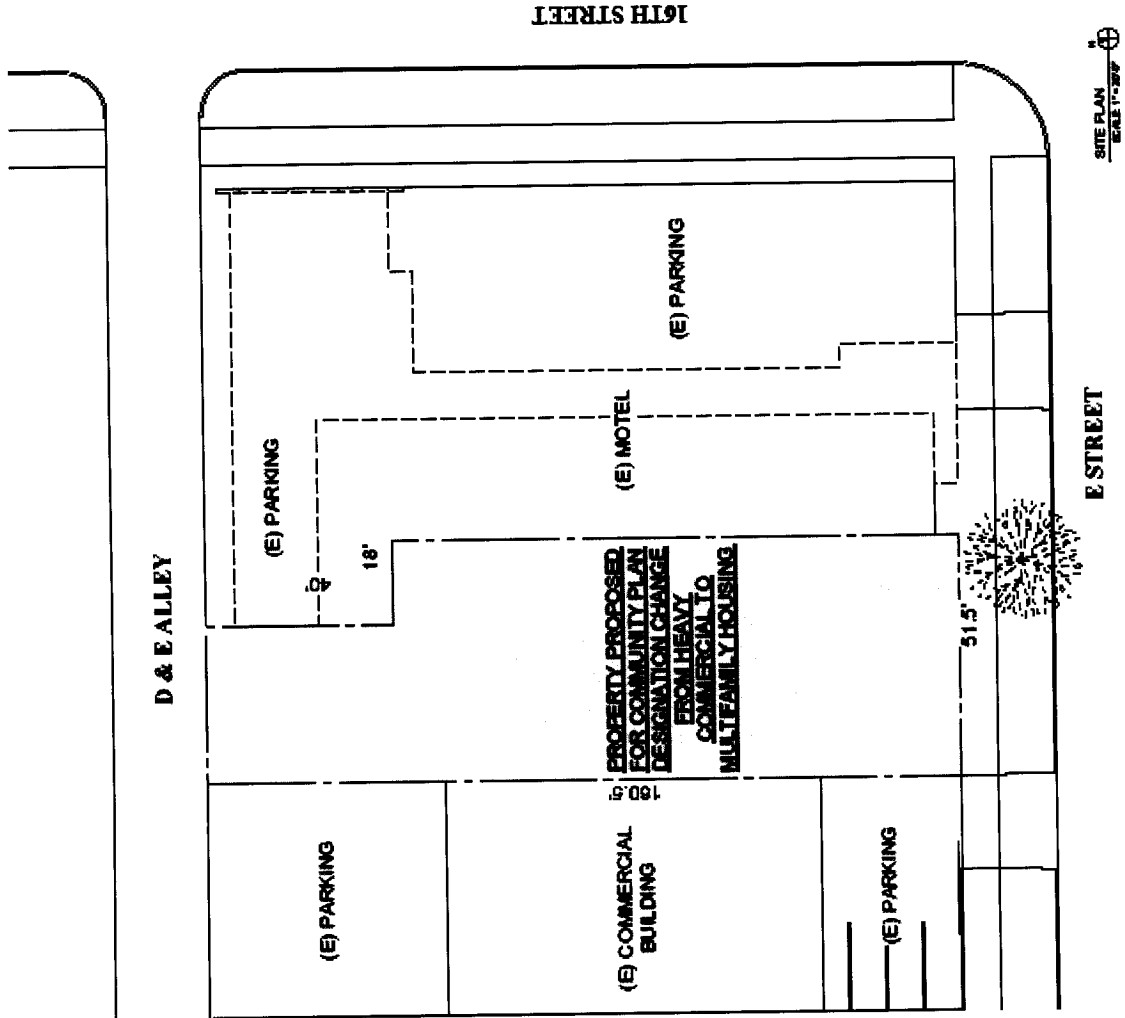 16TH STREET
D & E ALLEY
(E) PARKING
(E) PARKING
40'
18'
(E) MOTEL
PROPERTY PROPOSED
FOR COMMUNITY PLAN
DESIGNATION CHANGE
FROM HEAVY
COMMERCIAL TO
MULTIFAMILY HOUSING
51.5'
160.5'
(E) PARKING
(E) COMMERCIAL
BUILDING
(E) PARKING
E STREET
SITE PLAN
N